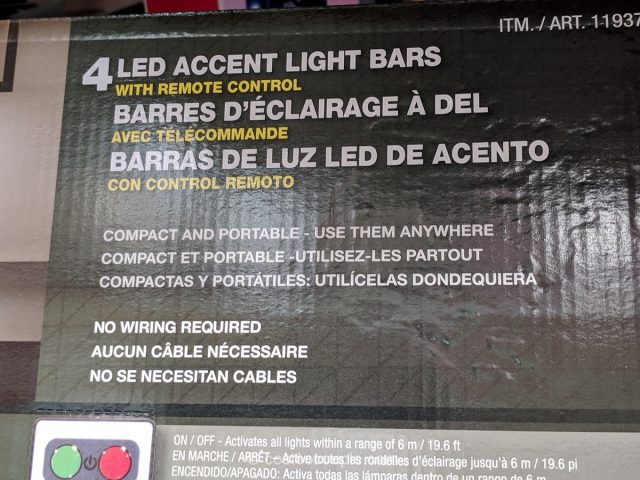 ITM. / ART. 11937
4 LED ACCENT LIGHT BARS
WITH REMOTE CONTROL
BARRES D'ÉCLAIRAGE À DEL
AVEC TÉLÉCOMMANDE
BARRAS DE LUZ LED DE ACENTO
CON CONTROL REMOTO
COMPACT AND PORTABLE - USE THEM ANYWHERE
COMPACT ET PORTABLE -UTILISEZ-LES PARTOUT
COMPACTAS Y PORTÁTILES: UTILÍCELAS DONDEQUIERA
NO WIRING REQUIRED
AUCUN CÂBLE NÉCESSAIRE
NO SE NECESITAN CABLES
ON / OFF - Activates all lights within a range of 6 m / 19.6 ft
EN MARCHE / ARRÊT - Active toutes les rondelles d'éclairage jusqu'à 6 m / 19.6 pi
ENCENDIDO/APAGADO: Activa todas las lámparas dentro de un rango de 6 m